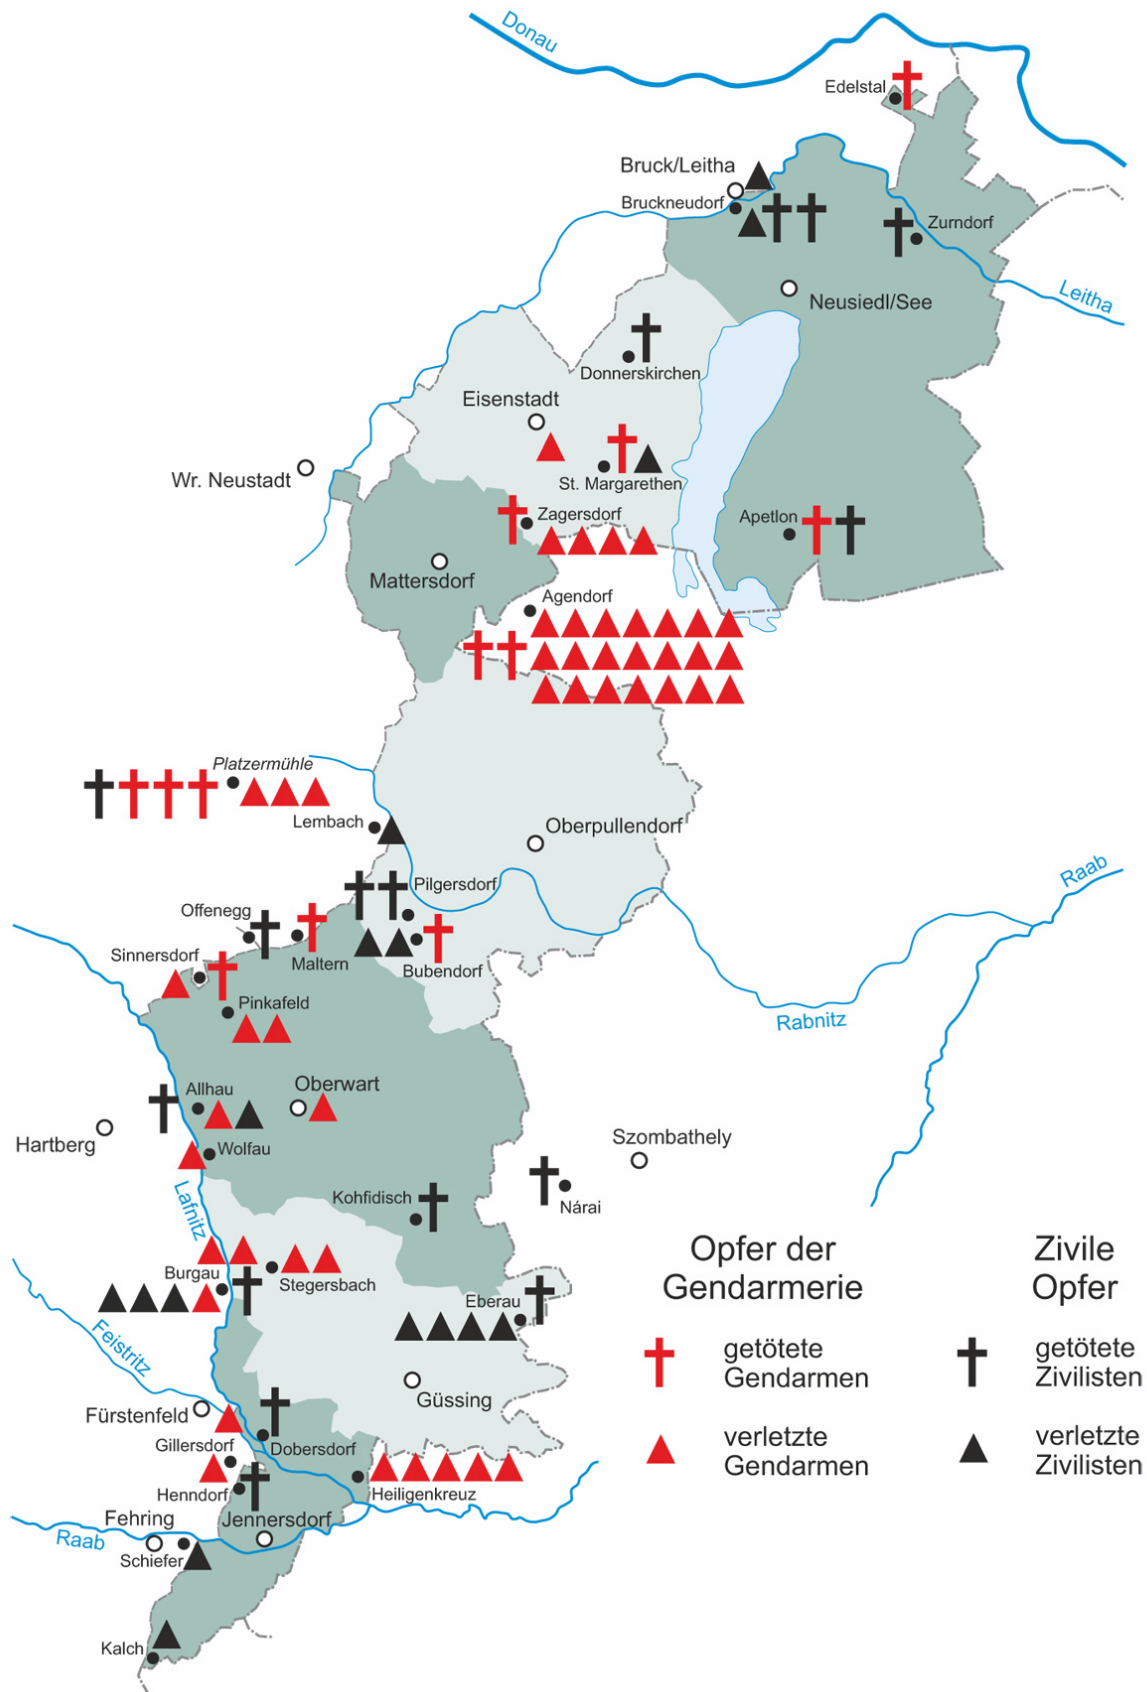 Donau
Edelstal
Bruck/Leitha
Bruckneudorf
Zurndorf
Leitha
Neusiedl/See
Donnerskirchen
Eisenstadt
Wr. Neustadt
St. Margarethen
Zagersdorf
Apetlon
Mattersdorf
Agendorf
Platzermühle
Lembach
Oberpullendorf
Raab
Pilgersdorf
Offenegg
Maltern
Bubendorf
Sinnersdorf
Pinkafeld
Rabnitz
Allhau
Oberwart
Hartberg
Wolfau
Szombathely
Lafnitz
Kohfidisch
Nárai
Burgau
Stegersbach
Eberau
Feistritz
Güssing
Fürstenfeld
Gillersdorf
Dobersdorf
Henndorf
Heiligenkreuz
Fehring
Jennersdorf
Raab
Schiefer
Kalch
Opfer der
Gendarmerie
Zivile
Opfer
getötete
Gendarmen
getötete
Zivilisten
verletzte
Gendarmen
verletzte
Zivilisten